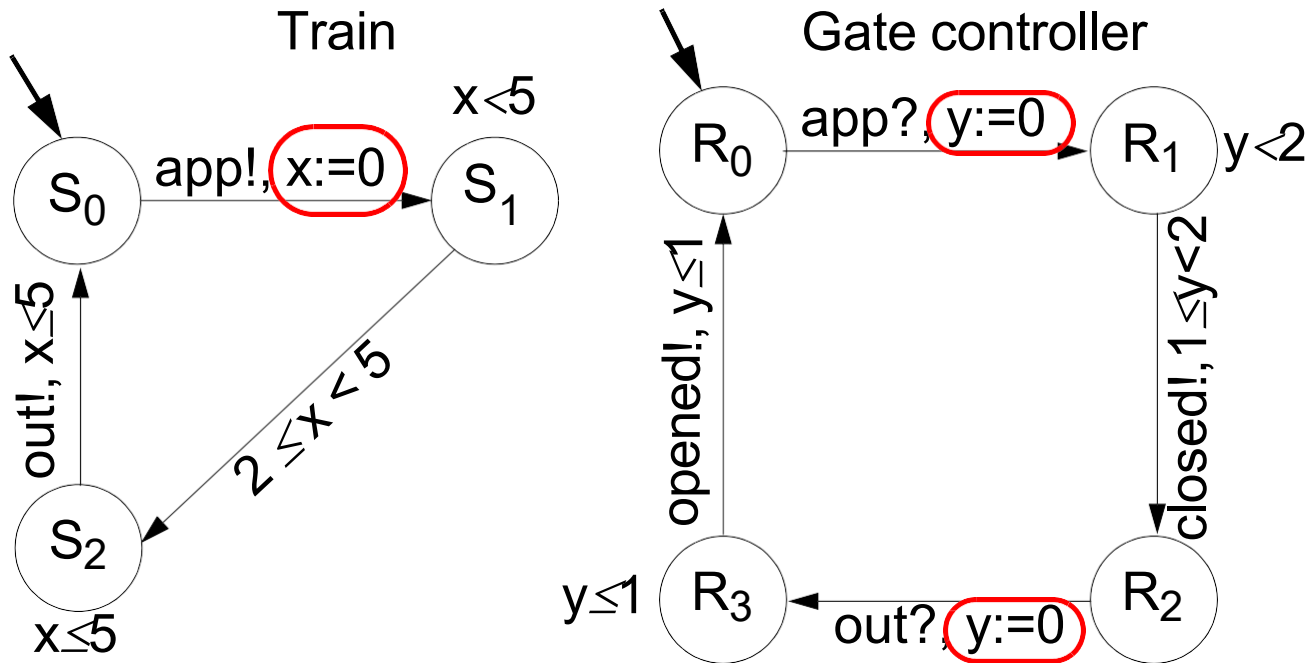 Train
x<5
S0
app!, x:=0
S1
out!, x≤5
2 ≤x < 5
S2
x≤5
Gate controller
R0
app?, y:=0
R1
y<2
opened!, y≤1
closed!,1≤y<2
y≤1
R3
out?, y:=0
R2